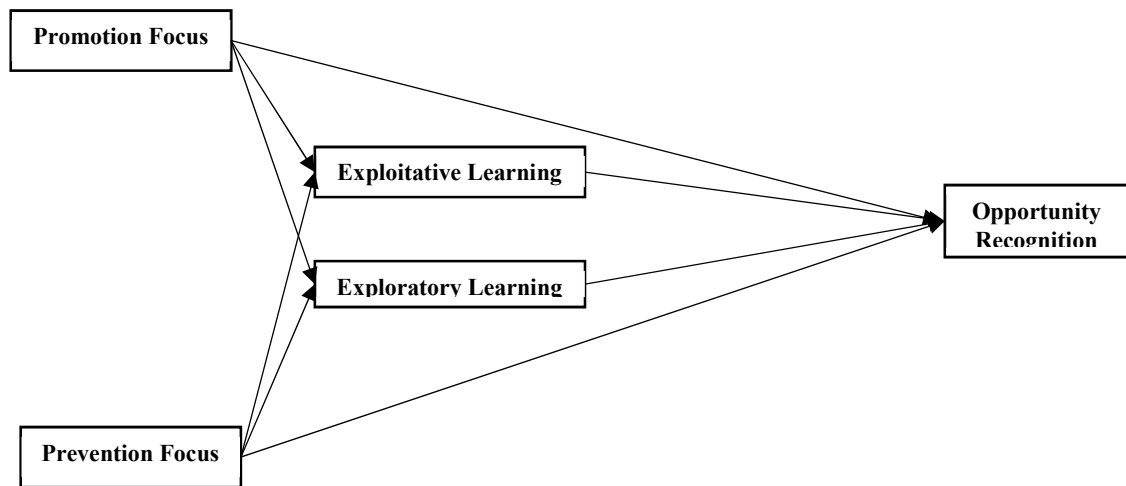 Promotion Focus
Exploitative Learning
Opportunity
Recognition
Exploratory Learning
Prevention Focus